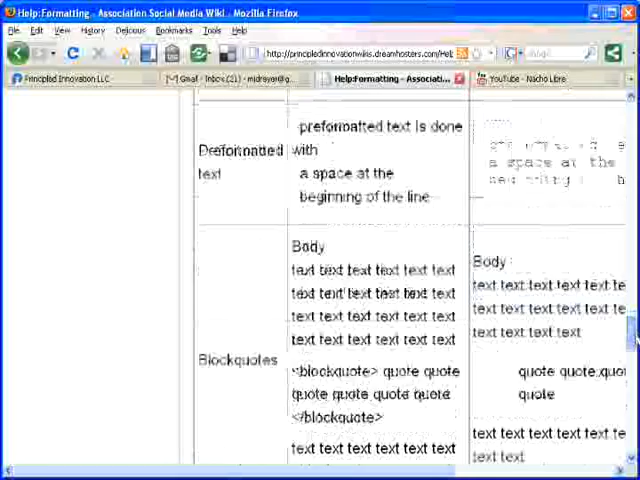 Help:Formatting - Association Social Media Wiki - Mozilla Firefox
File Edit View History Delicious Bookmarks Tools Help
http://principledinnovationwikis.dreamhosters.com/Help
Principled Innovation LLC
Gmail - Inbox (21) - mjdreyer@g...
Help:Formatting - Associati...
YouTube - Nacho Libre
Preformatted
text
preformatted text is done
with
a space at the
beginning of the line
a space at the
Blockquotes
Body
text text text text text text
text text text text text text
text text text text text text
text text text text text text
<blockquote> quote quote
quote quote quote quote
</blockquote>
text text text text text text
Body
text text text text text te
text text text text text te
text text text text
quote quote quot
quote
text text text text text te
text text